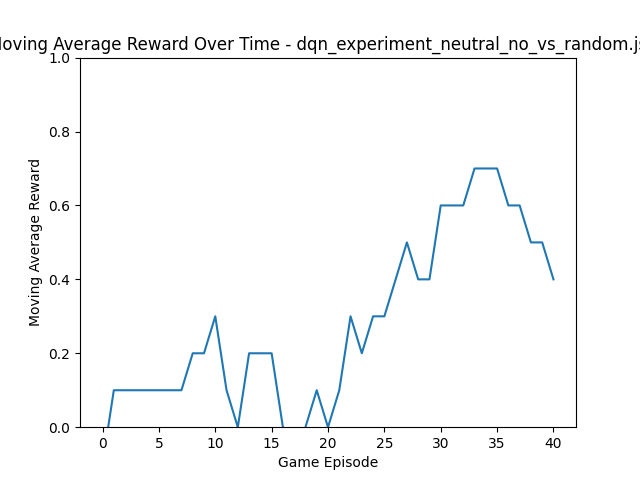 Moving Average Reward Over Time - dqn_experiment_neutral_no_vs_random.js
1.0
0.8
0.6
0.4
0.2
0.0
Moving Average Reward
0 5 10 15 20 25 30 35 40
Game Episode